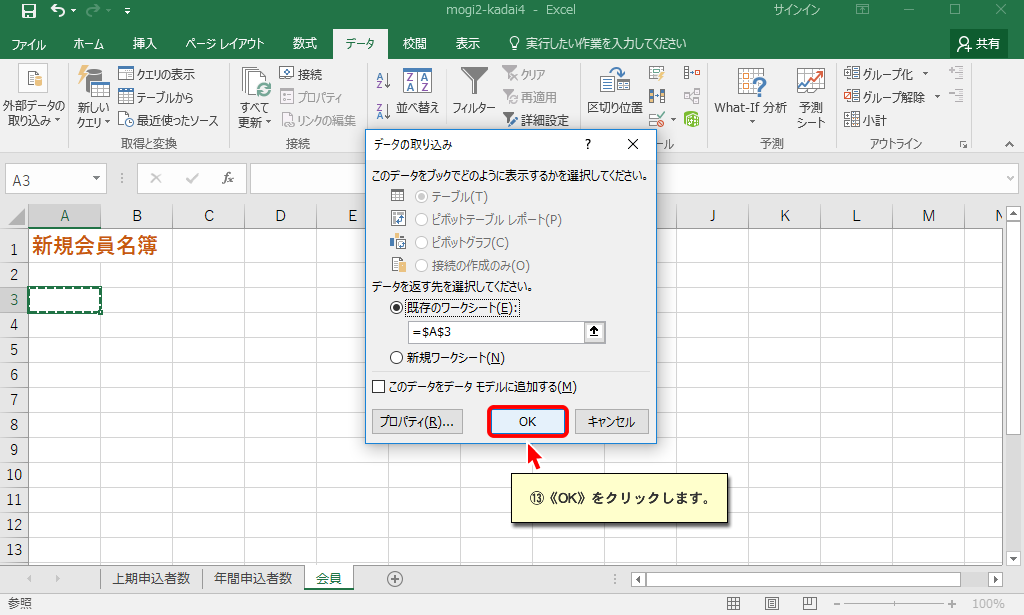 mogi2-kadai4 - Excel
サインイン
ファイル
ホーム
挿入
ページ レイアウト
数式
データ
校閲
表示
実行したい作業を入力してください
共有
外部データの
取り込み
新しい
クエリ
クエリの表示
テーブルから
最近使ったソース
取得と変換
すべて
更新
接続
プロパティ
リンクの編集
接続
並べ替え
フィルター
クリア
再適用
詳細設定
区切り位置
ール
What-If 分析
予測
シート
予測
グループ化
グループ解除
小計
アウトライン
A3
fx
A B C D E J K L M N
1 新規会員名簿
2
3
4
5
6
7
8
9
10
11
12
13
データの取り込み
?
このデータをブックでどのように表示するかを選択してください。
テーブル(T)
ピボットテーブル レポート(P)
ピボットグラフ(C)
接続の作成のみ(O)
データを返す先を選択してください。
既存のワークシート(E):
=$A$3
新規ワークシート(N)
このデータをデータ モデルに追加する(M)
プロパティ(R)...
OK
キャンセル
⑬《OK》をクリックします。
上期申込者数
年間申込者数
会員
参照
100%